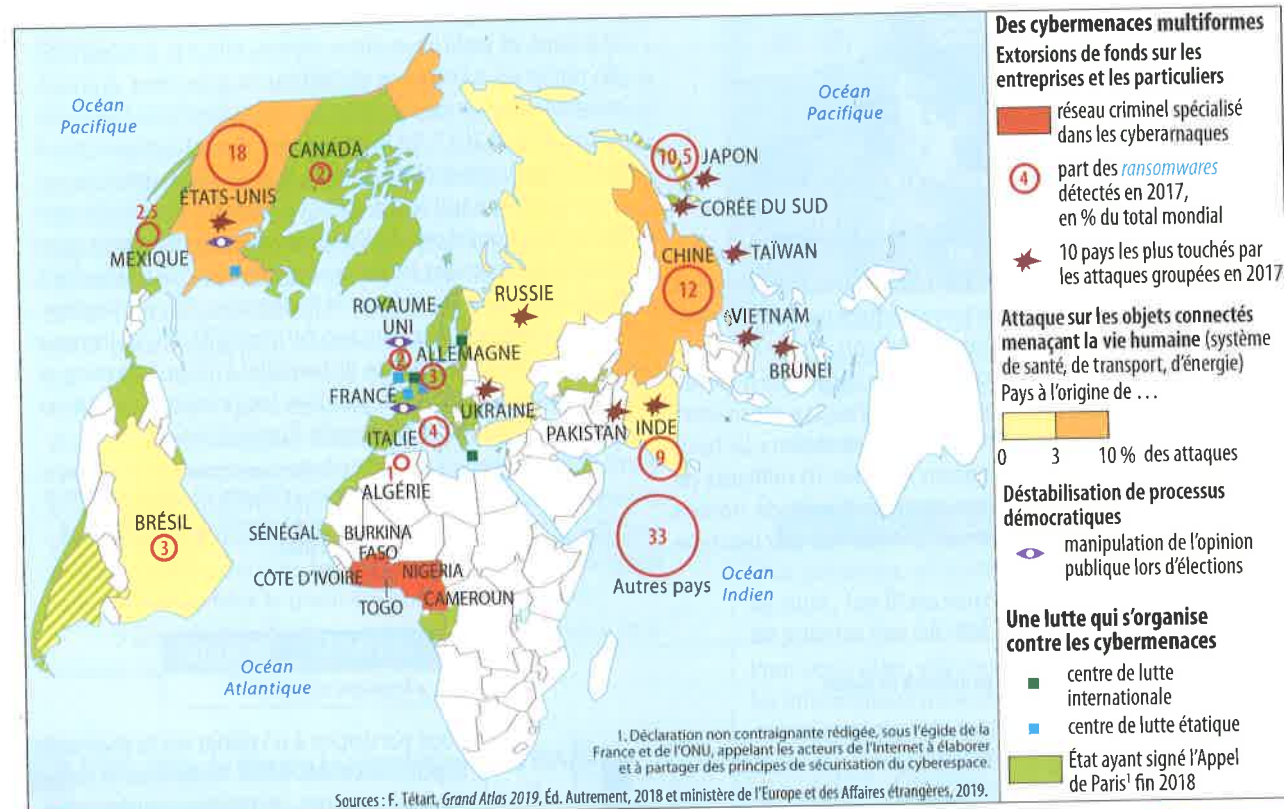 Océan
Pacifique
18
CANADA
2
ÉTATS-UNIS
2,5
MEXIQUE
ROYAUME-
UNI
2
ALLEMAGNE
3
FRANCE
RUSSIE
UKRAINE
ITALIE
4
1
ALGÉRIE
BRÉSIL
3
SÉNÉGAL
BURKINA
FASO
CÔTE D'IVOIRE
NIGERIA
TOGO
CAMEROUN
Océan
Atlantique
Océan
Pacifique
10,5
JAPON
CORÉE DU SUD
CHINE
12
TAÏWAN
VIETNAM
BRUNEI
PAKISTAN
INDE
9
33
Autres pays
Océan
Indien
1. Déclaration non contraignante rédigée, sous l'égide de la
France et de l'ONU, appelant les acteurs de l'Internet à élaborer
et à partager des principes de sécurisation du cyberespace.
Sources : F. Tétart, Grand Atlas 2019, Éd. Autrement, 2018 et ministère de l'Europe et des Affaires étrangères, 2019.
Des cybermenaces multiformes
Extorsions de fonds sur les
entreprises et les particuliers
réseau criminel spécialisé
dans les cyberarnaques
4
part des ransomwares
détectés en 2017,
en % du total mondial
10 pays les plus touchés par
les attaques groupées en 2017
Attaque sur les objets connectés
menaçant la vie humaine (système
de santé, de transport, d'énergie)
Pays à l'origine de ...
0 3 10 % des attaques
Déstabilisation de processus
démocratiques
manipulation de l'opinion
publique lors d'élections
Une lutte qui s'organise
contre les cybermenaces
centre de lutte
internationale
centre de lutte étatique
État ayant signé l'Appel
de Paris¹ fin 2018